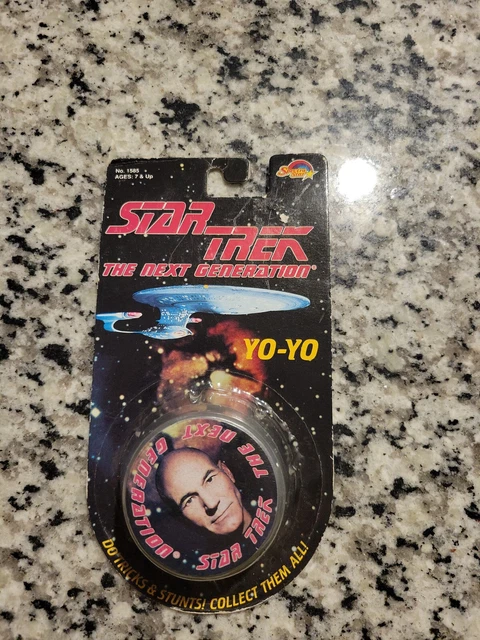 No. 1585
AGES: 7 & Up
STAR
TREK
THE NEXT GENERATION®
YO-YO
THE NEXT
GENERATION®
STAR TREK
DO TRICKS & STUNTS! COLLECT THEM ALL!